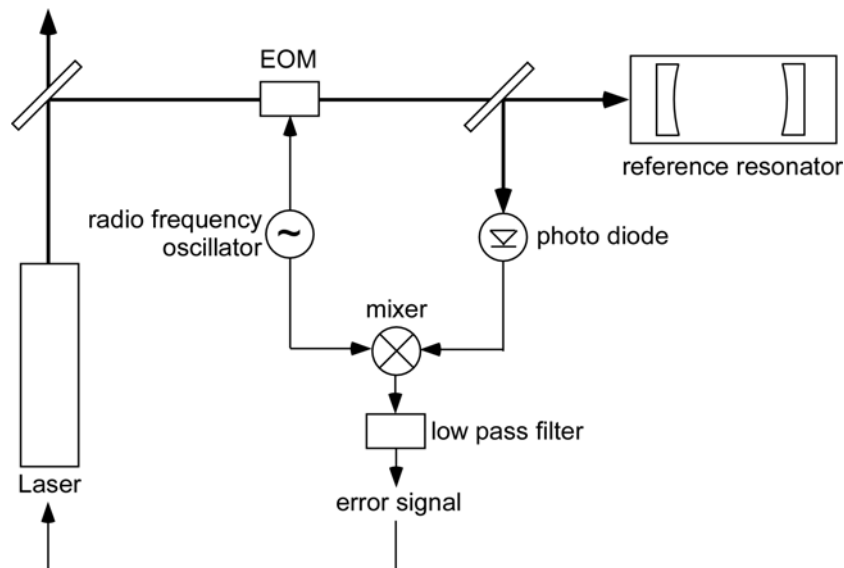 EOM
reference resonator
radio frequency
oscillator
~
photo diode
mixer
low pass filter
Laser
error signal